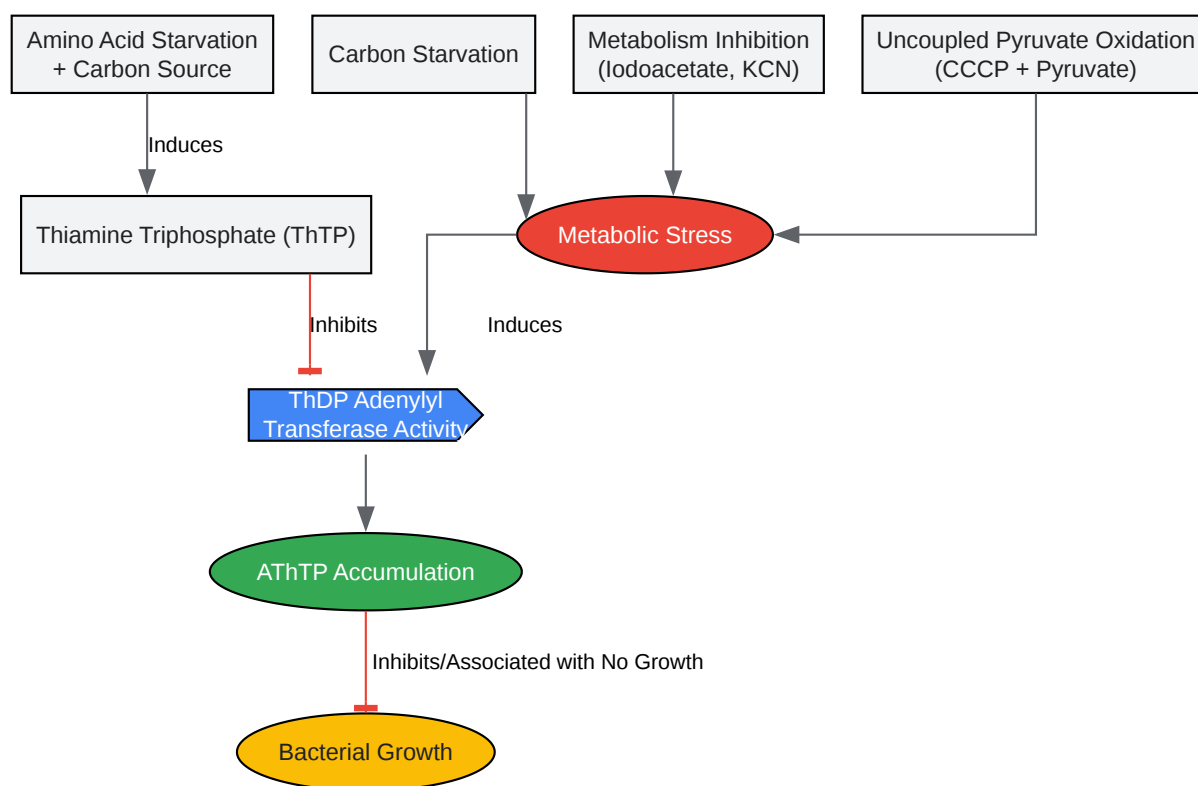 Amino Acid Starvation
+ Carbon Source
Carbon Starvation
Metabolism Inhibition
(Iodoacetate, KCN)
Uncoupled Pyruvate Oxidation
(CCCP + Pyruvate)
Induces
Thiamine Triphosphate (ThTP)
Metabolic Stress
Inhibits
Induces
ThDP Adenylyl
Transferase Activity
AThTP Accumulation
Inhibits/Associated with No Growth
Bacterial Growth